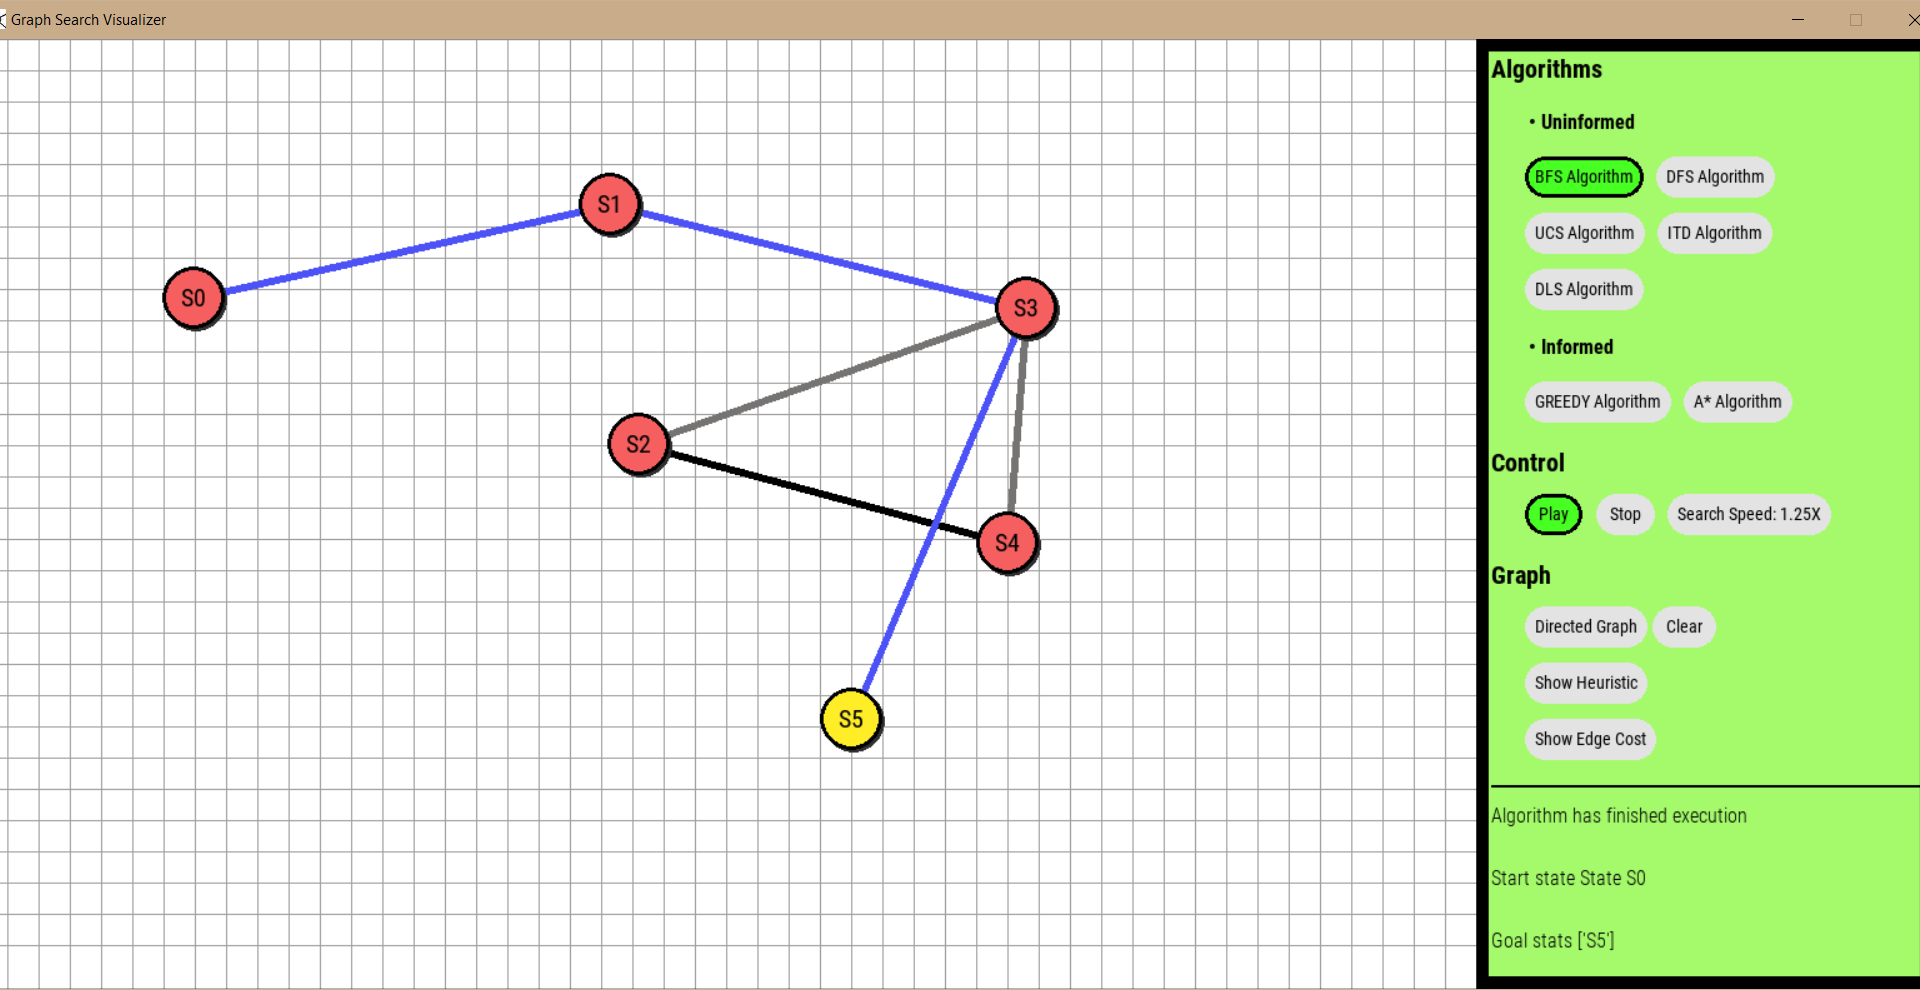 Graph Search Visualizer
S0
S1
S2
S3
S4
S5
Algorithms
• Uninformed
BFS Algorithm DFS Algorithm
UCS Algorithm ITD Algorithm
DLS Algorithm
• Informed
GREEDY Algorithm A* Algorithm
Control
Play Stop Search Speed: 1.25X
Graph
Directed Graph Clear
Show Heuristic
Show Edge Cost
Algorithm has finished execution
Start state State S0
Goal stats ['S5']